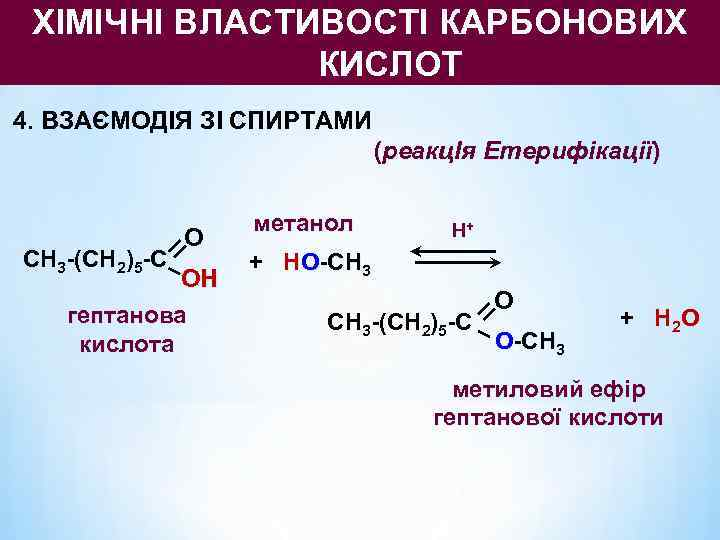 ХІМІЧНІ ВЛАСТИВОСТІ КАРБОНОВИХ
КИСЛОТ
4. ВЗАЄМОДІЯ ЗІ СПИРТАМИ
(реакцІя Етерифікації)
метанол
H+
O
CH3-(CH2)5-C
OH
+ HO-CH3
гептанова
кислота
O
CH3-(CH2)5-C
O-CH3
+ H2O
метиловий ефір
гептанової кислоти